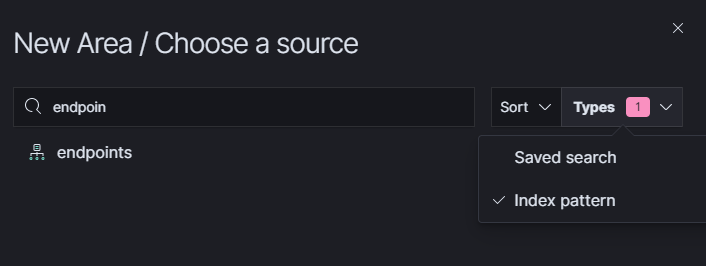 New Area / Choose a source
endpoin
Sort
Types 1
endpoints
Saved search
Index pattern